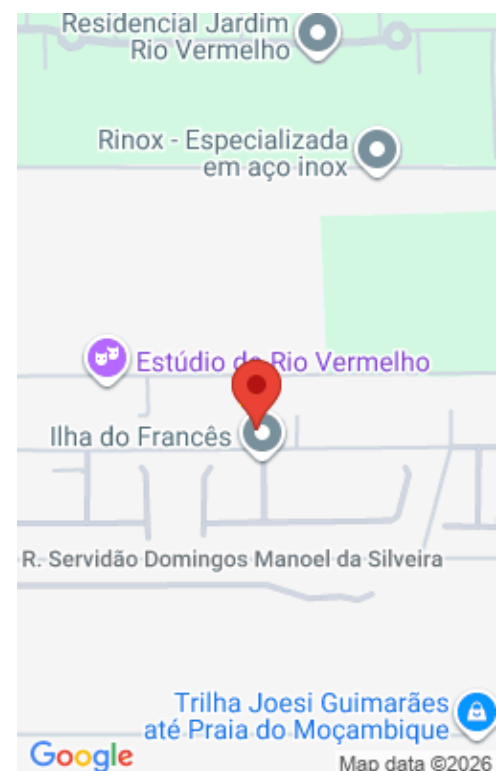 Residencial Jardim
Rio Vermelho
Rinox - Especializada
em aço inox
Estúdio do Rio Vermelho
Ilha do Francês
R. Servidão Domingos Manoel da Silveira
Trilha Joesi Guimarães
até Praia do Moçambique
Google
Map data ©2026